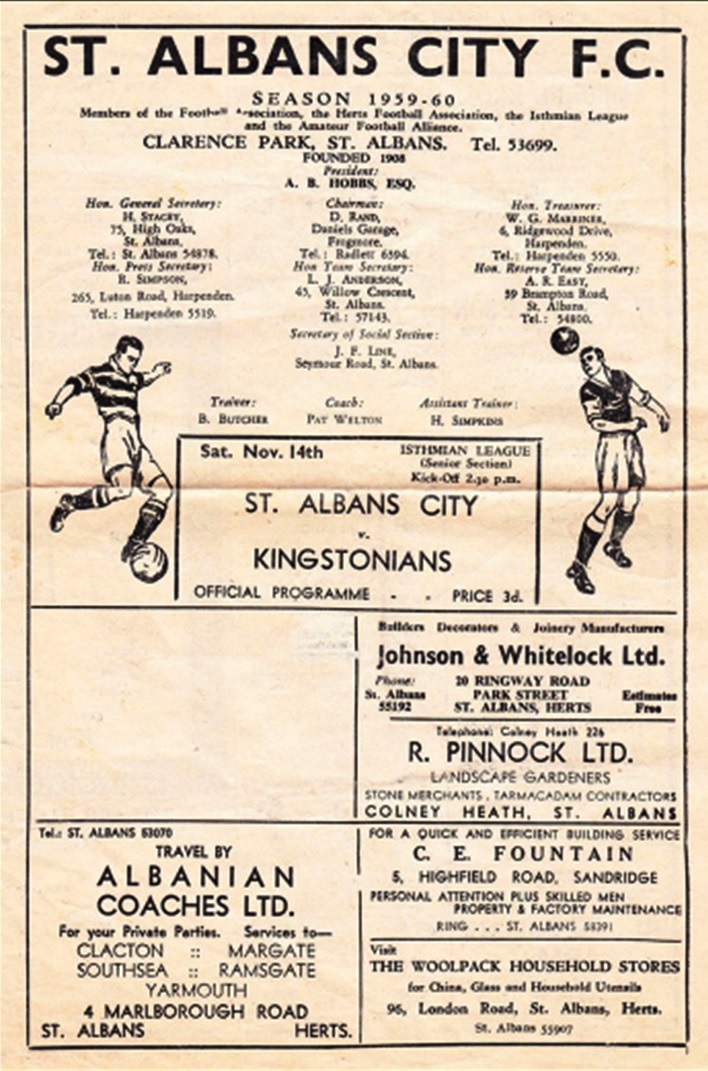 ST. ALBANS CITY F.C.
SEASON 1959-60
Members of the Football Association, the Herts Football Association, the Isthmian League
and the Amateur Football Alliance.
CLARENCE PARK, ST. ALBANS. Tel. 53699.
FOUNDED 1908
President:
A. B. HOBBS, ESQ.
Hon. General Secretary:
H. STACEY,
75, High Oaks,
St. Albans.
Tel.: St. Albans 54878.
Hon. Press Secretary:
R. SIMPSON,
265, Luton Road, Harpenden.
Tel.: Harpenden 5519.
Chairman:
D. RAND,
Daniels Garage,
Frogmore.
Tel.: Radlett 6394.
Hon Team Secretary:
L. J. ANDERSON,
45, Willow Crescent,
St. Albans.
Tel.: 57143.
Hon. Treasurer:
W. G. MARRINER,
6, Ridgewood Drive,
Harpenden.
Tel.: Harpenden 5550.
Hon. Reserve Team Secretary:
A. R. EASY,
39 Brampton Road,
St. Albans.
Tel.: 54800.
Secretary of Social Section:
J. F. LINE,
Seymour Road, St. Albans.
Trainer:
B. BUTCHER
Coach:
PAT WELTON
Assistant Trainer:
H. SIMPKINS
Sat. Nov. 14th
ISTHMIAN LEAGUE
(Senior Section)
Kick-Off 2.30 p.m.
ST. ALBANS CITY
v.
KINGSTONIANS
OFFICIAL PROGRAMME - - PRICE 3d.
Builders Decorators & Joinery Manufacturers
Johnson & Whitelock Ltd.
Phone:
St. Albans
55192
20 RINGWAY ROAD
PARK STREET
ST. ALBANS, HERTS
Estimates
Free
Telephone: Colney Heath 226
R. PINNOCK LTD.
LANDSCAPE GARDENERS
STONE MERCHANTS, TARMACADAM CONTRACTORS
COLNEY HEATH, ST. ALBANS
Tel.: ST. ALBANS 53070
TRAVEL BY
ALBANIAN
COACHES LTD.
For your Private Parties. Services to—
CLACTON :: MARGATE
SOUTHSEA :: RAMSGATE
YARMOUTH
4 MARLBOROUGH ROAD
ST. ALBANS HERTS.
FOR A QUICK AND EFFICIENT BUILDING SERVICE
C. E. FOUNTAIN
5, HIGHFIELD ROAD, SANDRIDGE
PERSONAL ATTENTION PLUS SKILLED MEN
PROPERTY & FACTORY MAINTENANCE
RING . . . ST. ALBANS 58391
Visit
THE WOOLPACK HOUSEHOLD STORES
for China, Glass and Household Utensils
96, London Road, St. Albans, Herts.
St. Albans 55907